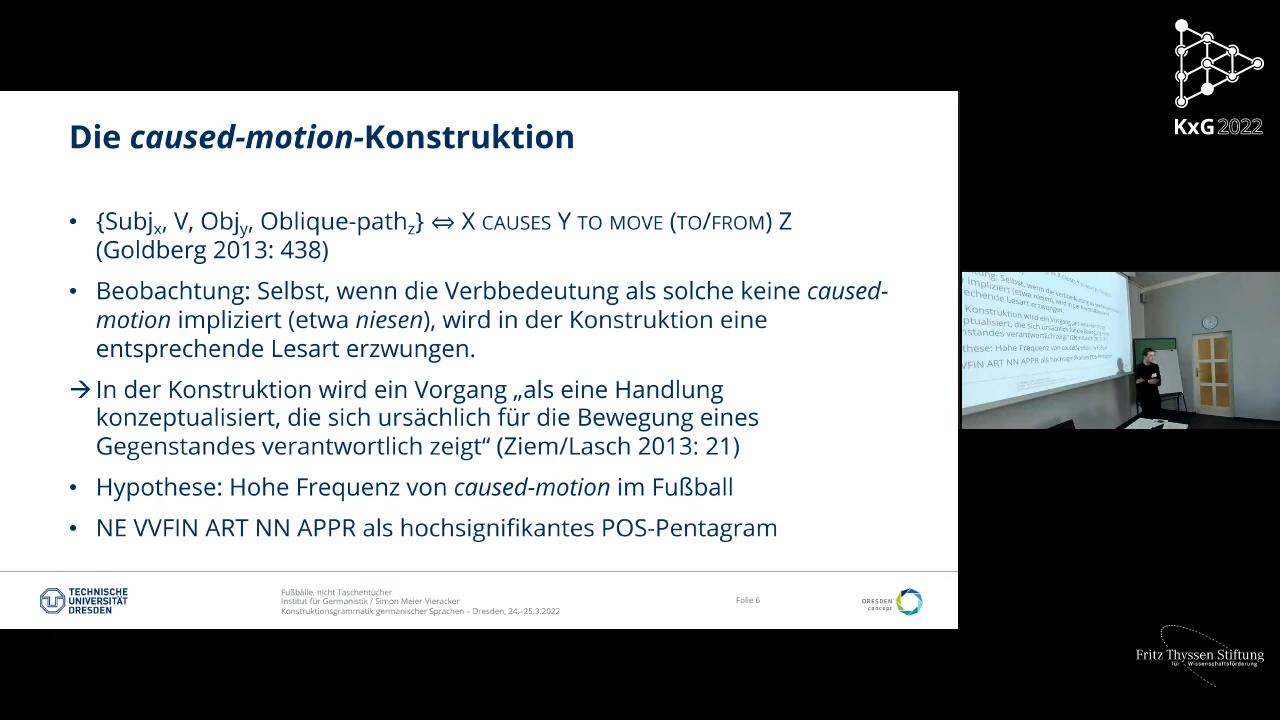 KxG 2022
Die caused-motion-Konstruktion
• {Subjx, V, Objy, Oblique-pathz} ⇔ X CAUSES Y TO MOVE (TO/FROM) Z
(Goldberg 2013: 438)
• Beobachtung: Selbst, wenn die Verbbedeutung als solche keine caused-
motion impliziert (etwa niesen), wird in der Konstruktion eine
entsprechende Lesart erzwungen.
→ In der Konstruktion wird ein Vorgang „als eine Handlung
konzeptualisiert, die sich ursächlich für die Bewegung eines
Gegenstandes verantwortlich zeigt“ (Ziem/Lasch 2013: 21)
• Hypothese: Hohe Frequenz von caused-motion im Fußball
• NE VVFIN ART NN APPR als hochsignifikantes POS-Pentagram
TECHNISCHE
UNIVERSITÄT
DRESDEN
Fußbälle, nicht Taschentücher
Institut für Germanistik / Simon Meier-Vieracker
Konstruktionsgrammatik germanischer Sprachen – Dresden, 24.–25.3.2022
Folie 6
DRESDEN
concept
Fritz Thyssen Stiftung
für Wissenschaftsförderung